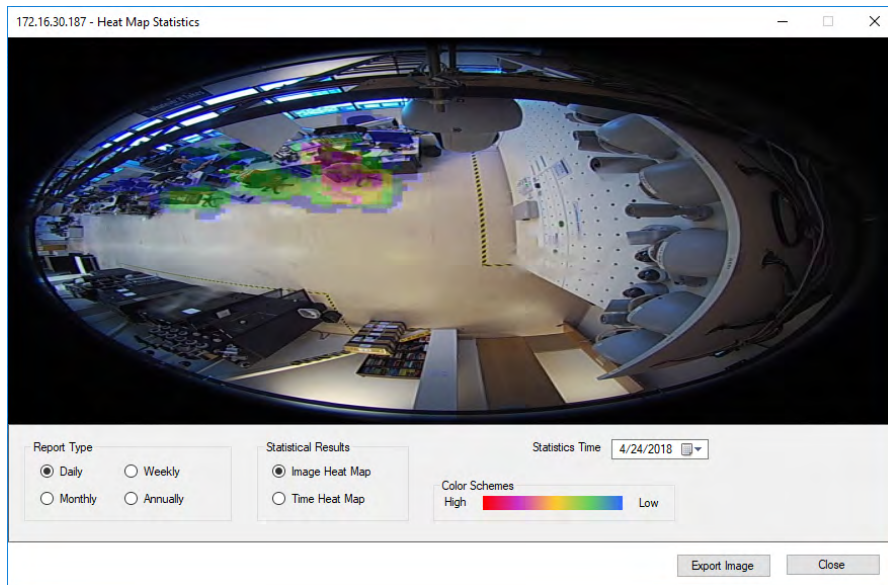 172.16.30.187 - Heat Map Statistics
Report Type
Daily
Weekly
Monthly
Annually
Statistical Results
Image Heat Map
Time Heat Map
Statistics Time
4/24/2018
Color Schemes
High
Low
Export Image
Close